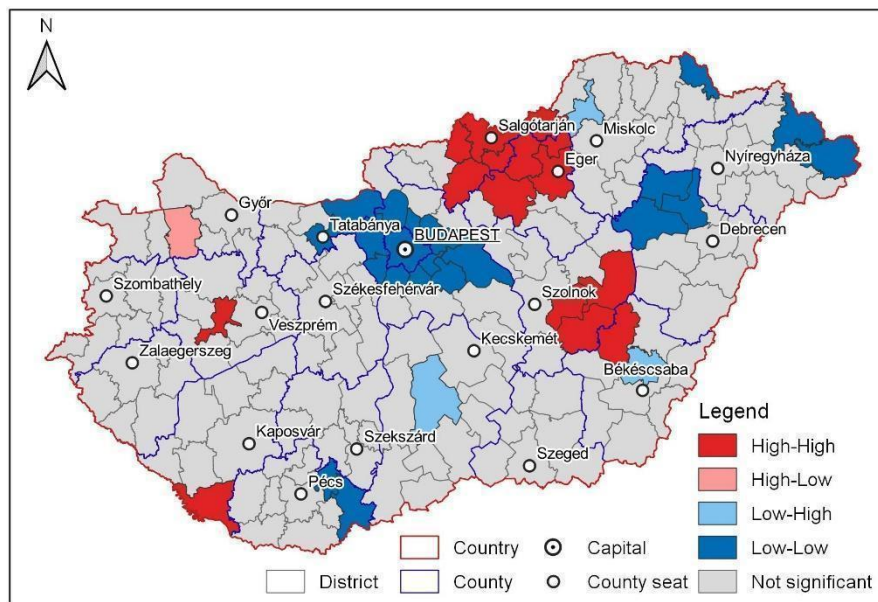 N
Salgótarján
Miskolc
Eger
Nyíregyháza
Győr
Tatabánya
BUDAPEST
Debrecen
Szombathely
Székesfehérvár
Szolnok
Veszprém
Kecskemét
Zalaegerszeg
Békéscsaba
Kaposvár
Szekszárd
Szeged
Pécs
Legend
High-High
High-Low
Low-High
Low-Low
Not significant
Country
Capital
District
County
County seat